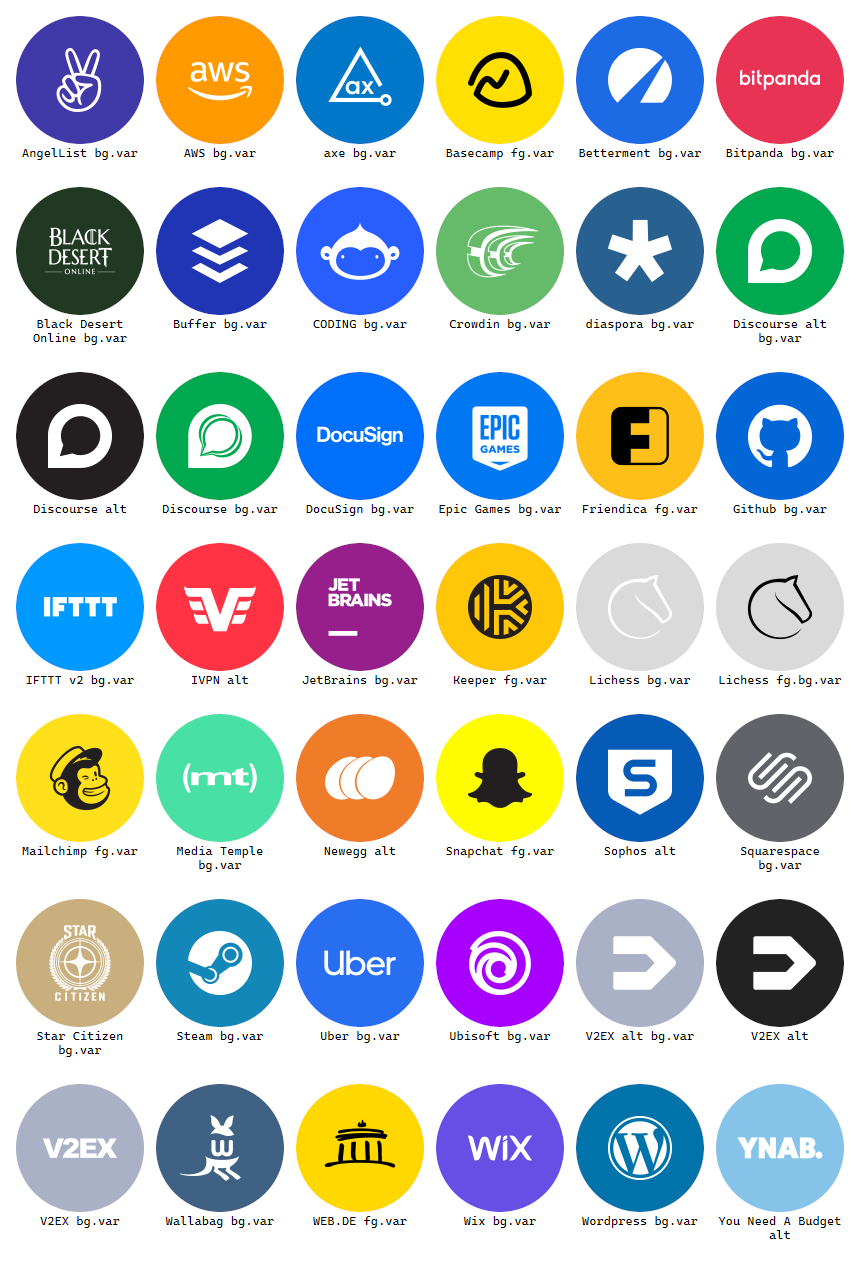 aws
ax
bitpanda
AngelList bg.var
AWS bg.var
axe bg.var
Basecamp fg.var
Betterment bg.var
Bitpanda bg.var
BLACK
DESERT
ONLINE
Black Desert
Online bg.var
Buffer bg.var
CODING bg.var
Crowdin bg.var
diaspora bg.var
Discourse alt
bg.var
DocuSign
EPIC
GAMES
F
Discourse alt
Discourse bg.var
DocuSign bg.var
Epic Games bg.var
Friendica fg.var
Github bg.var
IFTTT
V
JET
BRAINS
K
IFTTT v2 bg.var
IVPN alt
JetBrains bg.var
Keeper fg.var
Lichess bg.var
Lichess fg.bg.var
(mt)
S
Mailchimp fg.var
Media Temple
bg.var
Newegg alt
Snapchat fg.var
Sophos alt
Squarespace
bg.var
STAR
CITIZEN
Uber
Star Citizen
bg.var
Steam bg.var
Uber bg.var
Ubisoft bg.var
V2EX alt bg.var
V2EX alt
V2EX
W
WiX
W
YNAB.
V2EX bg.var
Wallabag bg.var
WEB.DE fg.var
Wix bg.var
Wordpress bg.var
You Need A Budget
alt